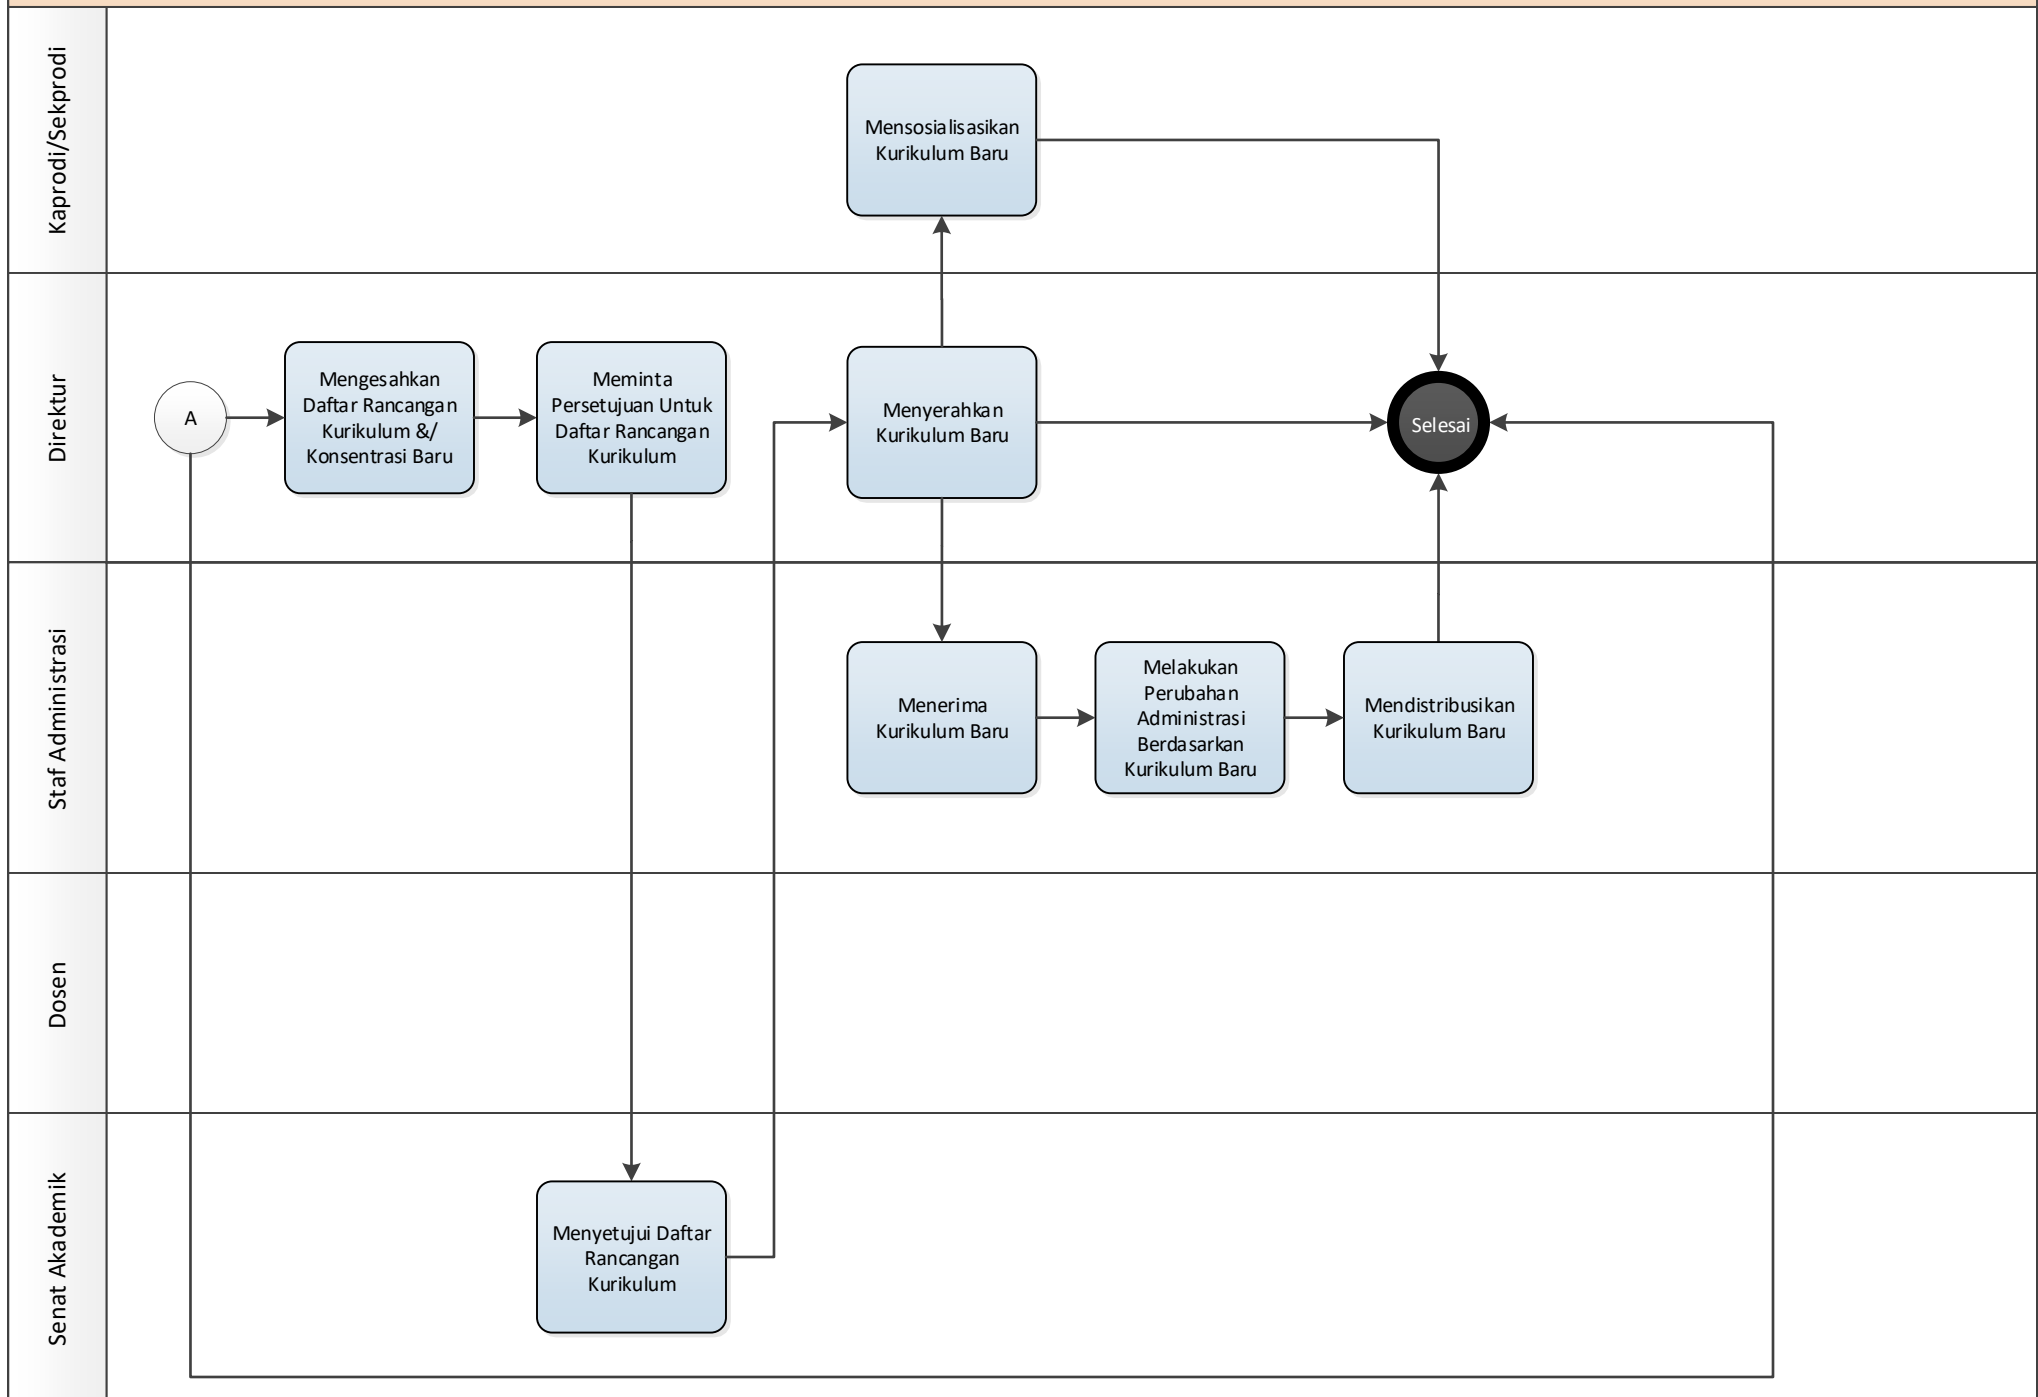 Kaprodi/Sekprodi
Mensosialisasikan
Kurikulum Baru
Direktur
A
Mengesahkan
Daftar Rancangan
Kurikulum &/
Konsentrasi Baru
Meminta
Persetujuan Untuk
Daftar Rancangan
Kurikulum
Menyerahkan
Kurikulum Baru
Selesai
Staf Administrasi
Menerima
Kurikulum Baru
Melakukan
Perubahan
Administrasi
Berdasarkan
Kurikulum Baru
Mendistribusikan
Kurikulum Baru
Dosen
Senat Akademik
Menyetujui Daftar
Rancangan
Kurikulum